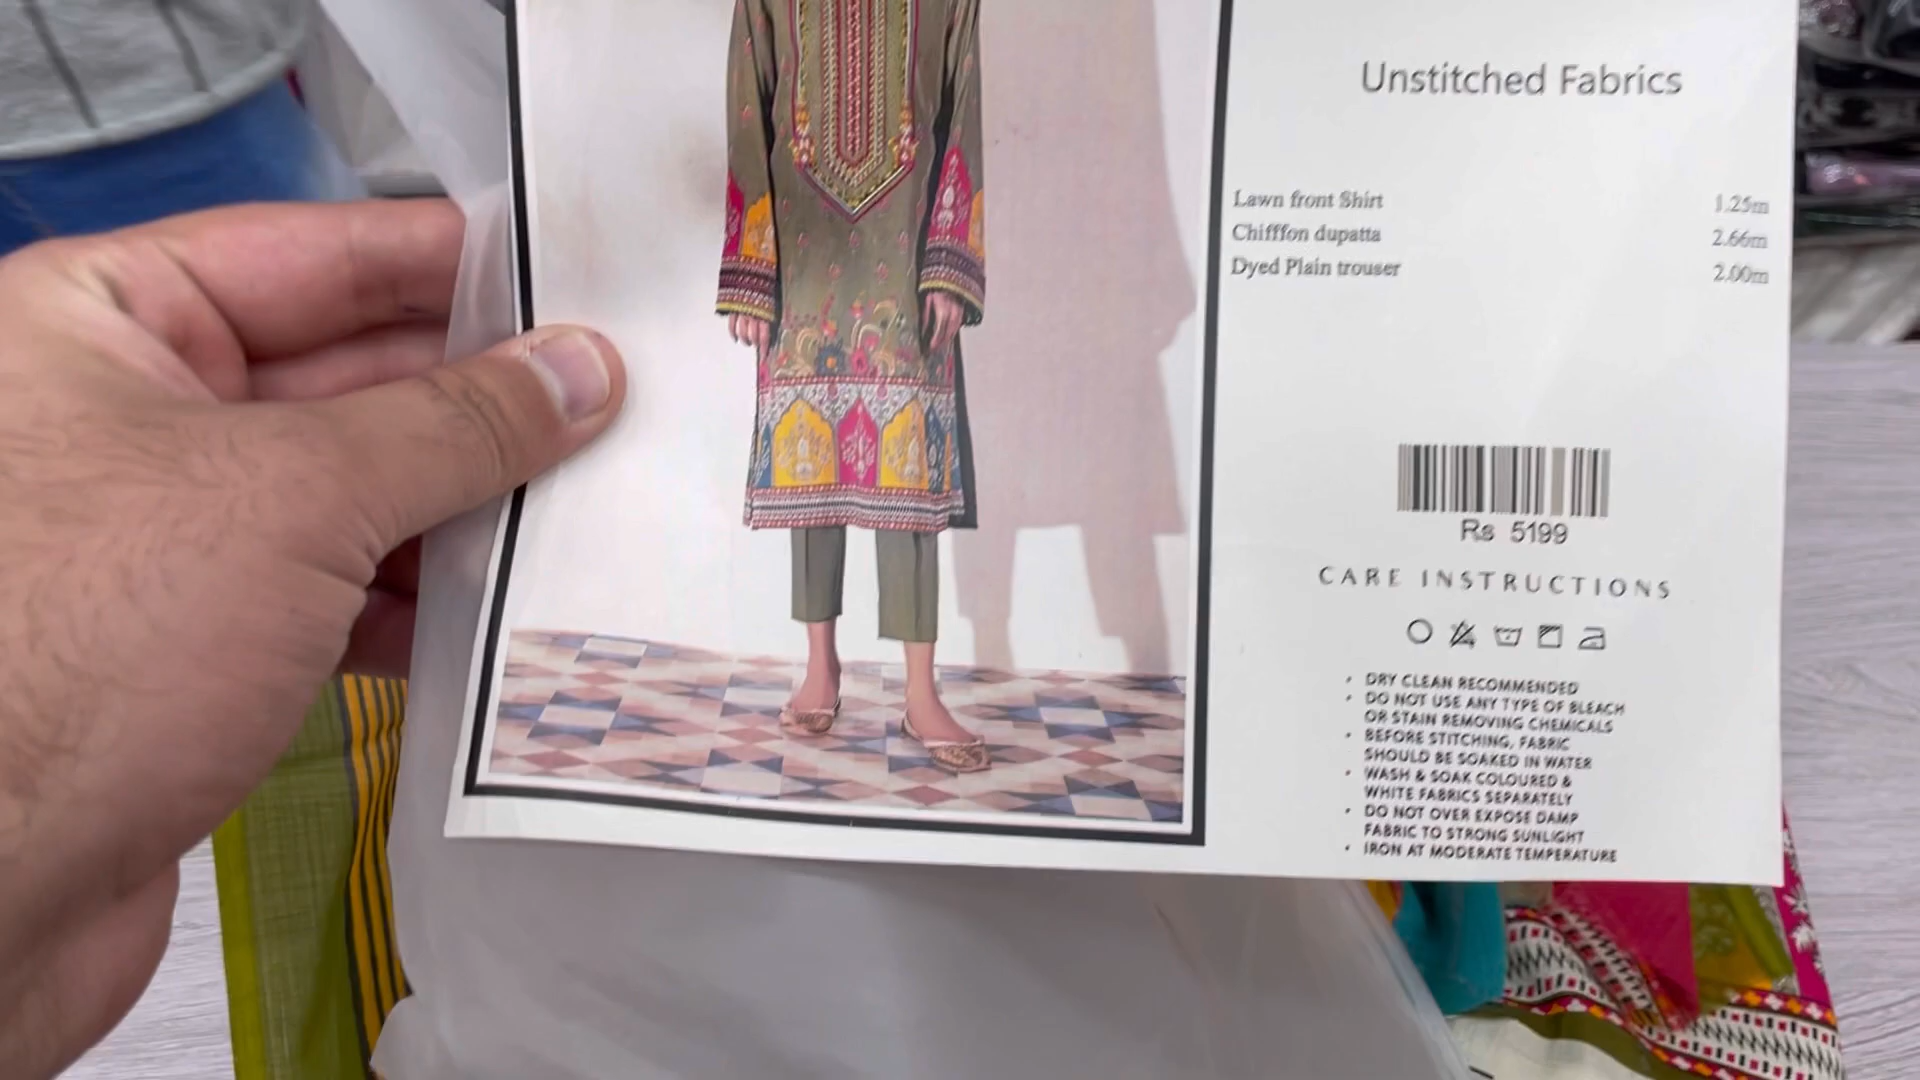 Unstitched Fabrics
Lawn front Shirt 1.25m
Chifffon dupatta 2.66m
Dyed Plain trouser 2.00m
Rs 5199
CARE INSTRUCTIONS
• DRY CLEAN RECOMMENDED
• DO NOT USE ANY TYPE OF BLEACH
OR STAIN REMOVING CHEMICALS
• BEFORE STITCHING, FABRIC
SHOULD BE SOAKED IN WATER
• WASH & SOAK COLOURED &
WHITE FABRICS SEPARATELY
• DO NOT OVER EXPOSE DAMP
FABRIC TO STRONG SUNLIGHT
• IRON AT MODERATE TEMPERATURE